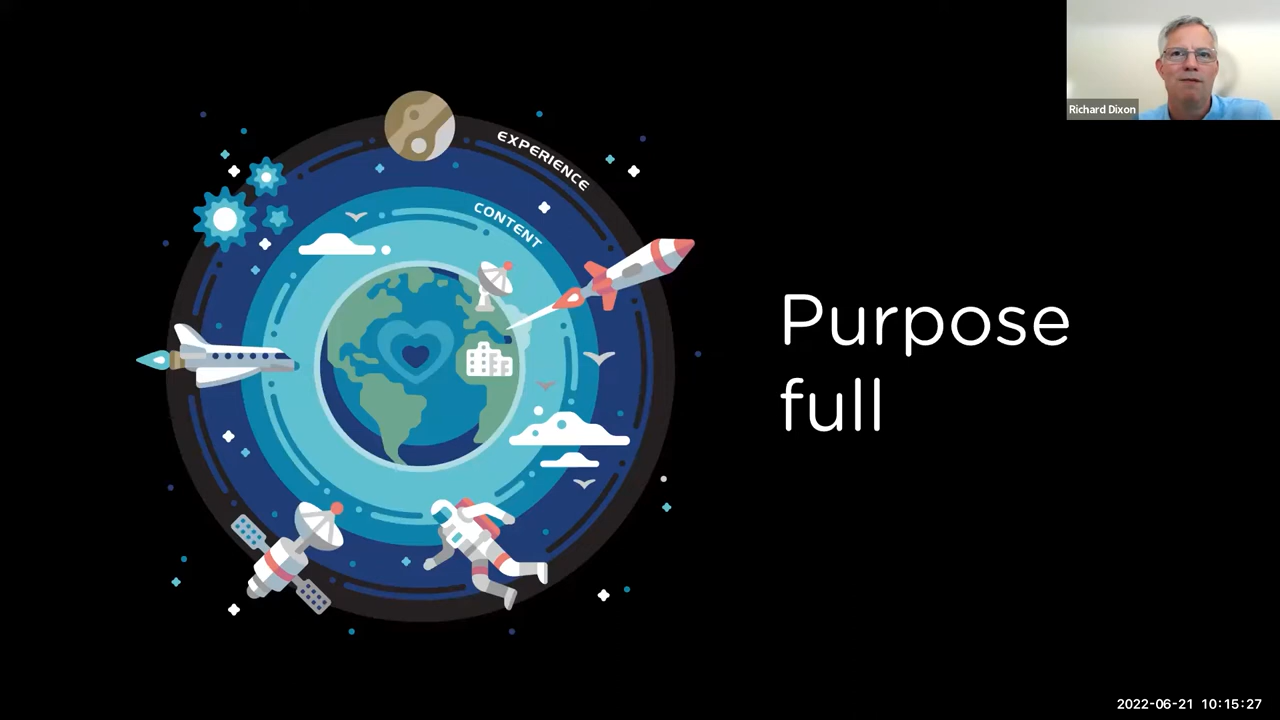 EXPERIENCE
CONTENT
Purpose
full
Richard Dixon
2022-06-21 10:15:27